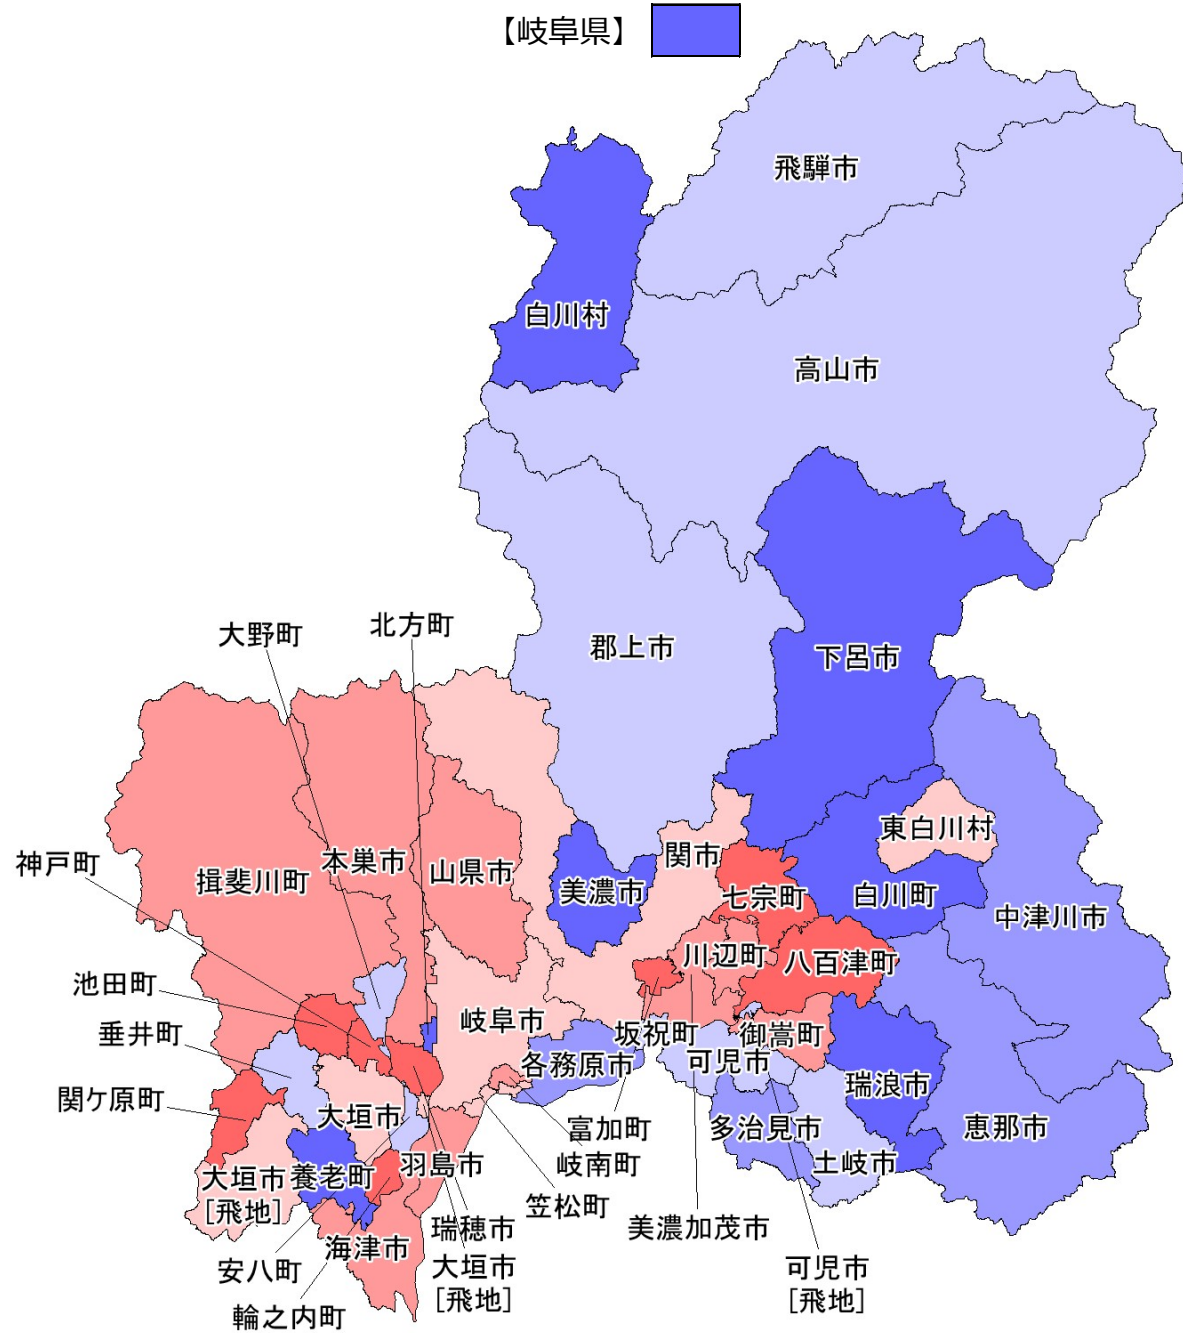 【岐阜県】
飛騨市
白川村
高山市
大野町
北方町
郡上市
下呂市
神戸町
揖斐川町
本巣市
山県市
美濃市
関市
東白川村
七宗町
白川町
中津川市
池田町
川辺町
八百津町
垂井町
岐阜市
坂祝町
御嵩町
各務原市
可児市
瑞浪市
関ケ原町
大垣市
富加町
多治見市
恵那市
大垣市
[飛地]
養老町
羽島市
岐南町
土岐市
笠松町
瑞穂市
美濃加茂市
海津市
安八町
大垣市
[飛地]
可児市
[飛地]
輪之内町